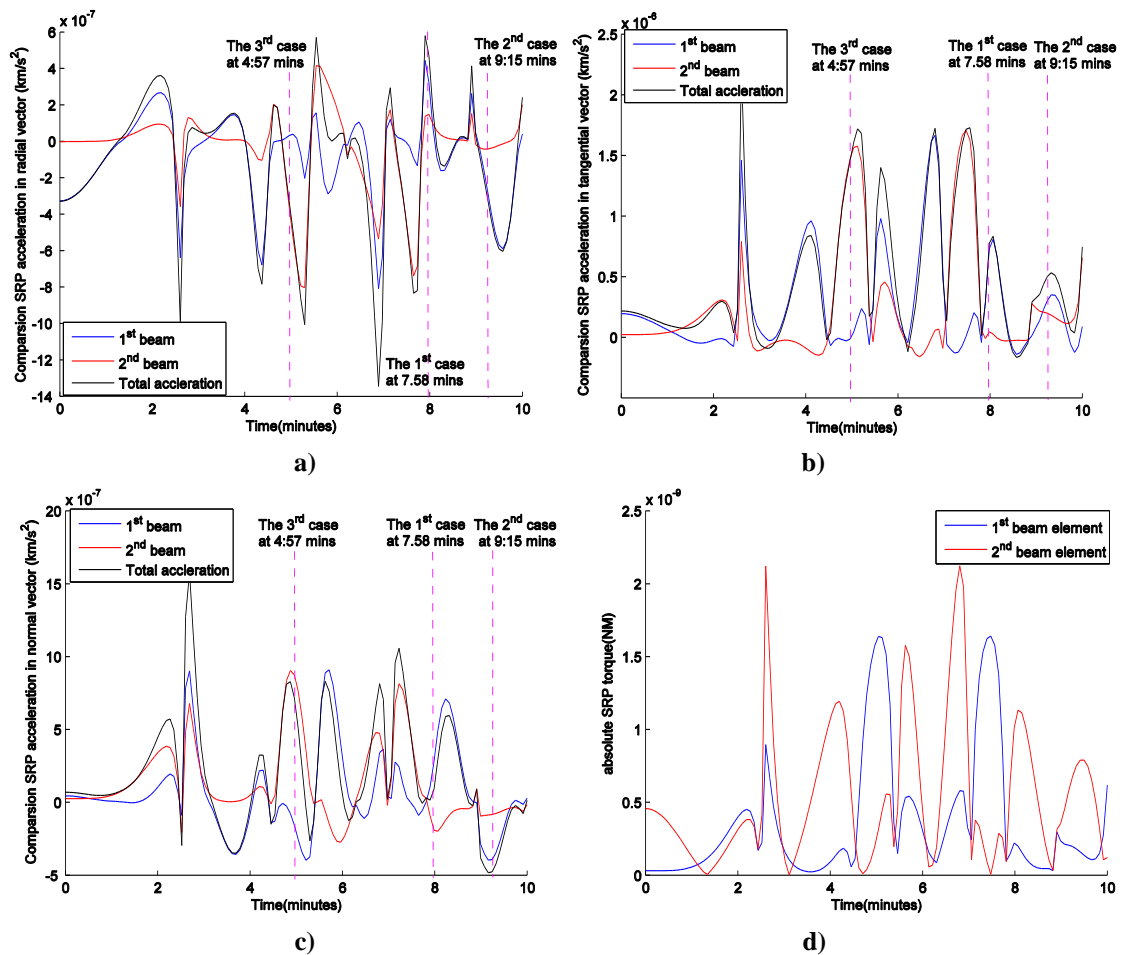 x 10^-7
Comparsion SRP acceleration in radial vector (km/s^2)
6
4
2
0
-2
-4
-6
-8
-10
-12
-14
The 3^rd case
at 4:57 mins
The 2^nd case
at 9:15 mins
The 1^st case
at 7.58 mins
1^st beam
2^nd beam
Total accleration
0 2 4 6 8 10
Time(minutes)
a)
x 10^-6
Comparsion SRP acceleration in tangential vector (km/s^2)
2
1.5
1
0.5
0
1^st beam
2^nd beam
Total acceleration
The 3^rd case
at 4:57 mins
The 1^st case
at 7.58 mins
The 2^nd case
at 9:15 mins
0 2 4 6 8 10
Time(minutes)
b)
x 10^-7
Comparsion SRP acceleration in normal vector (km/s^2)
20
15
10
5
0
-5
1^st beam
2^nd beam
Total accleration
The 3^rd case
at 4:57 mins
The 1^st case
at 7.58 mins
The 2^nd case
at 9:15 mins
0 2 4 6 8 10
Time(minutes)
c)
x 10^-9
absolute SRP torque(NM)
2.5
2
1.5
1
0.5
0
1^st beam element
2^nd beam element
0 2 4 6 8 10
Time(minutes)
d)